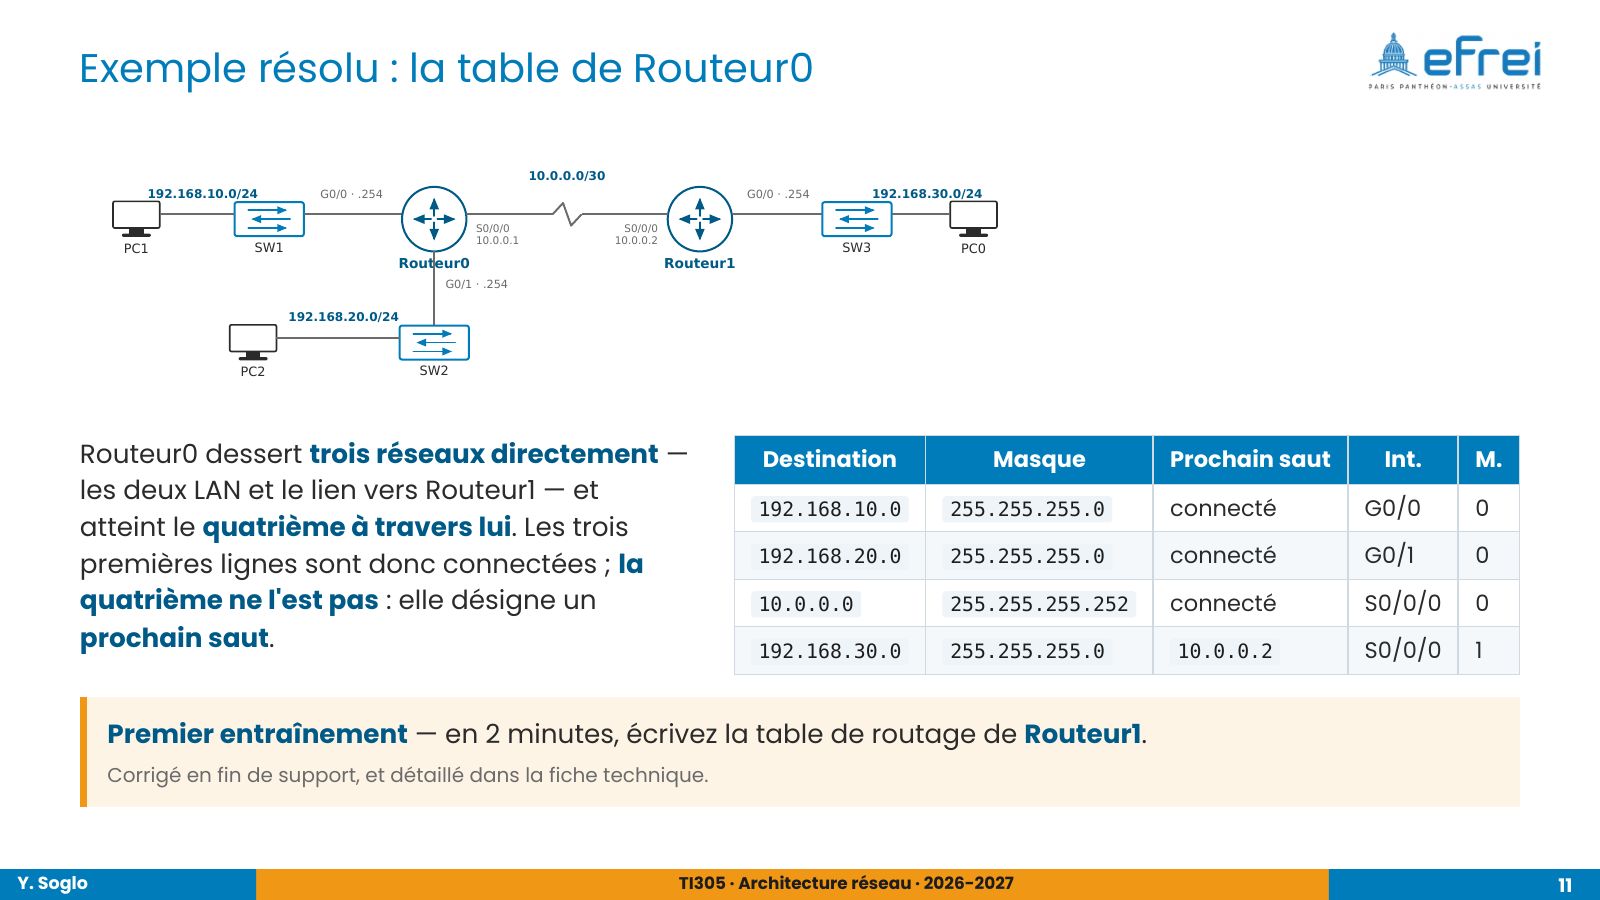 Exemple résolu : la table de Routeur0
efrei
PARIS PANTHÉON-ASSAS UNIVERSITÉ
10.0.0.0/30
192.168.10.0/24
G0/0 · .254
G0/0 · .254
192.168.30.0/24
S0/0/0
10.0.0.1
S0/0/0
10.0.0.2
PC1
SW1
Routeur0
Routeur1
SW3
PC0
G0/1 · .254
192.168.20.0/24
PC2
SW2
Routeur0 dessert trois réseaux directement —
les deux LAN et le lien vers Routeur1 — et
atteint le quatrième à travers lui. Les trois
premières lignes sont donc connectées ; la
quatrième ne l'est pas : elle désigne un
prochain saut.
Destination Masque Prochain saut Int. M.
192.168.10.0 255.255.255.0 connecté G0/0 0
192.168.20.0 255.255.255.0 connecté G0/1 0
10.0.0.0 255.255.255.252 connecté S0/0/0 0
192.168.30.0 255.255.255.0 10.0.0.2 S0/0/0 1
Premier entraînement — en 2 minutes, écrivez la table de routage de Routeur1.
Corrigé en fin de support, et détaillé dans la fiche technique.
Y. Soglo
TI305 · Architecture réseau · 2026-2027
11